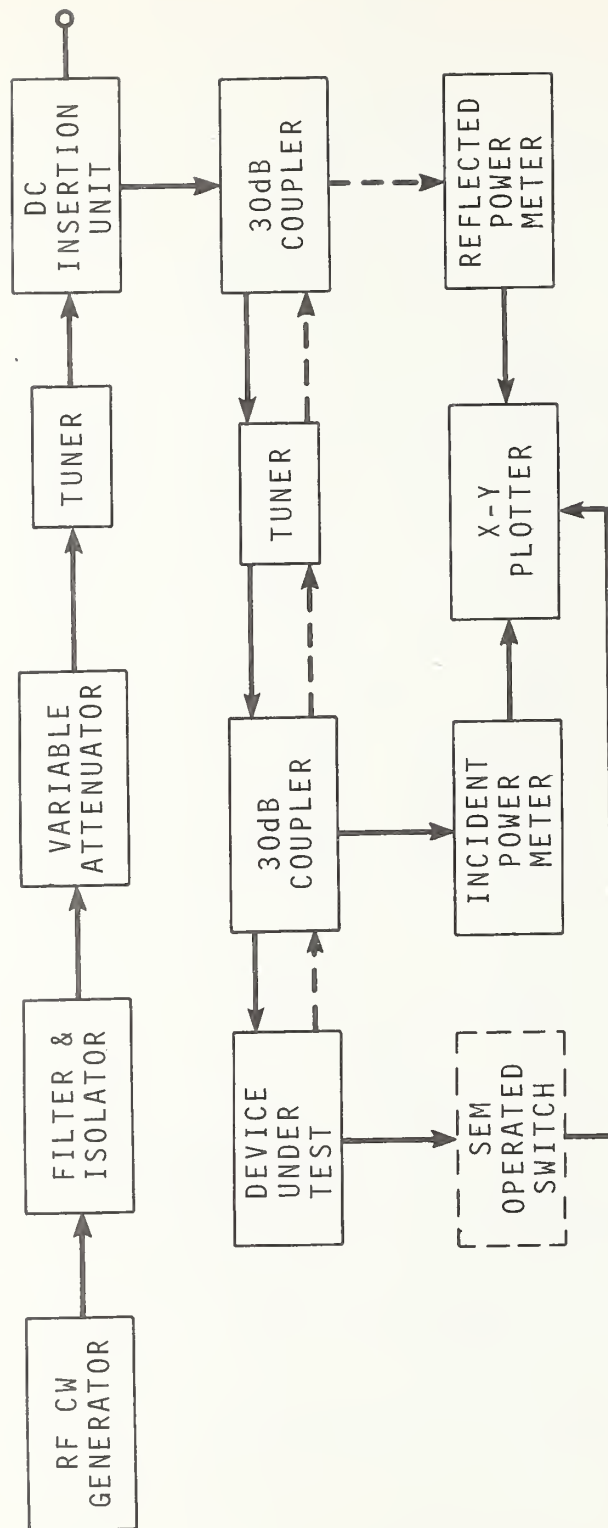 RF CW
GENERATOR
FILTER &
ISOLATOR
VARIABLE
ATTENUATOR
TUNER
DC
INSERTION
UNIT
DEVICE
UNDER
TEST
30dB
COUPLER
TUNER
30dB
COUPLER
SEM
OPERATED
SWITCH
INCIDENT
POWER
METER
X-Y
PLOTTER
REFLECTED
POWER
METER